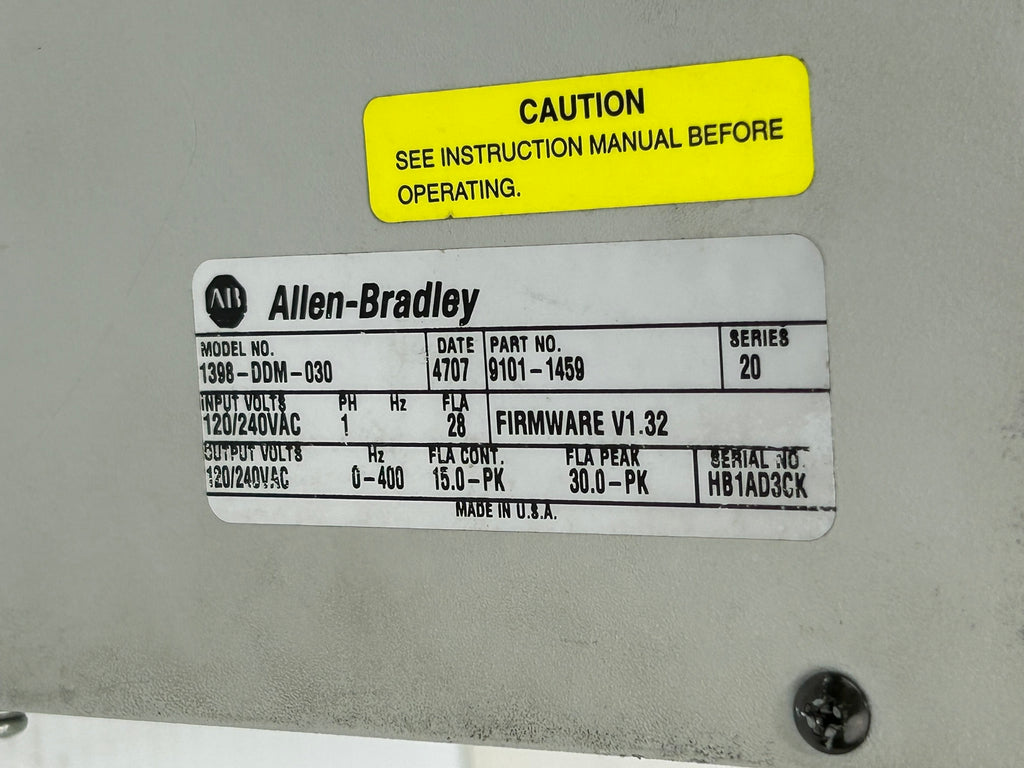 CAUTION
SEE INSTRUCTION MANUAL BEFORE
OPERATING.
AB Allen-Bradley
MODEL NO. DATE PART NO. SERIES
1398-DDM-030 4707 9101-1459 20
INPUT VOLTS PH Hz FLA
120/240VAC 1 28 FIRMWARE V1.32
OUTPUT VOLTS Hz FLA CONT. FLA PEAK SERIAL NO.
120/240VAC 0-400 15.0-PK 30.0-PK HB1AD3CK
MADE IN U.S.A.